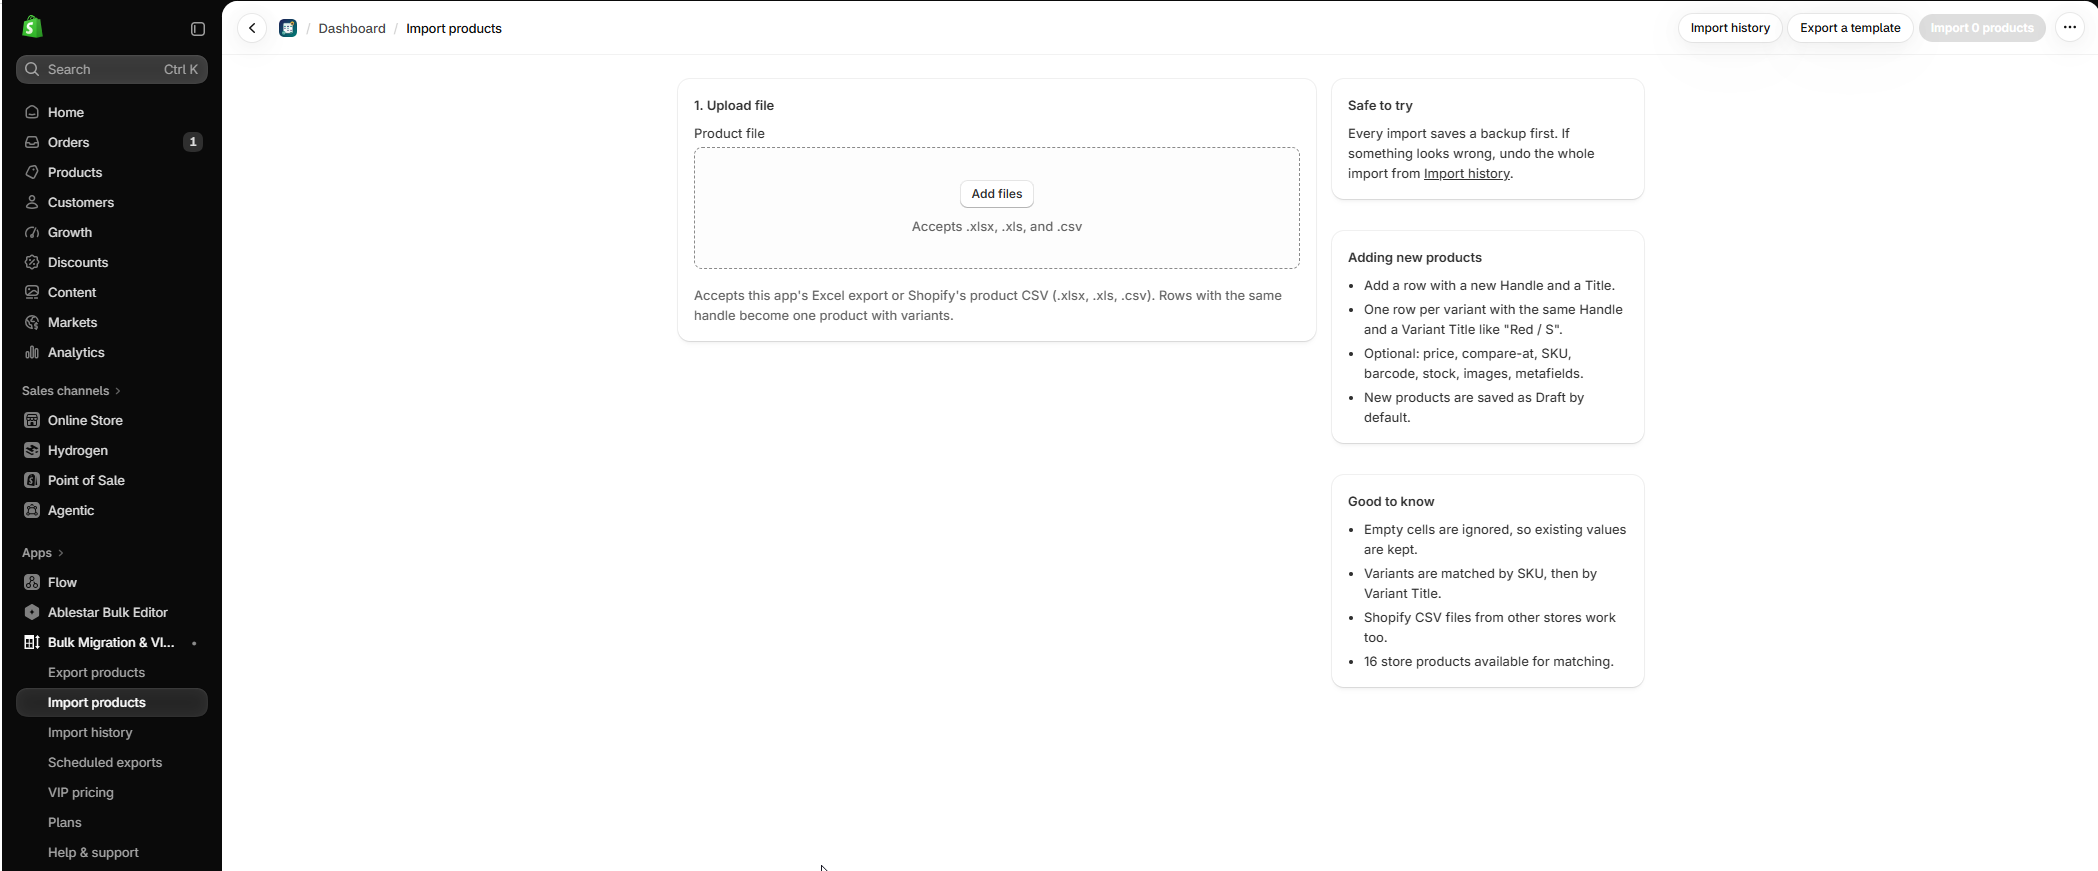 Search Ctrl K
Home
Orders 1
Products
Customers
Growth
Discounts
Content
Markets
Analytics
Sales channels
Online Store
Hydrogen
Point of Sale
Agentic
Apps
Flow
Ablestar Bulk Editor
Bulk Migration & VI...
Export products
Import products
Import history
Scheduled exports
VIP pricing
Plans
Help & support
/ Dashboard / Import products
Import history
Export a template
Import 0 products
1. Upload file
Product file
Add files
Accepts .xlsx, .xls, and .csv
Accepts this app's Excel export or Shopify's product CSV (.xlsx, .xls, .csv). Rows with the same
handle become one product with variants.
Safe to try
Every import saves a backup first. If
something looks wrong, undo the whole
import from Import history.
Adding new products
• Add a row with a new Handle and a Title.
• One row per variant with the same Handle
and a Variant Title like "Red / S".
• Optional: price, compare-at, SKU,
barcode, stock, images, metafields.
• New products are saved as Draft by
default.
Good to know
• Empty cells are ignored, so existing values
are kept.
• Variants are matched by SKU, then by
Variant Title.
• Shopify CSV files from other stores work
too.
• 16 store products available for matching.